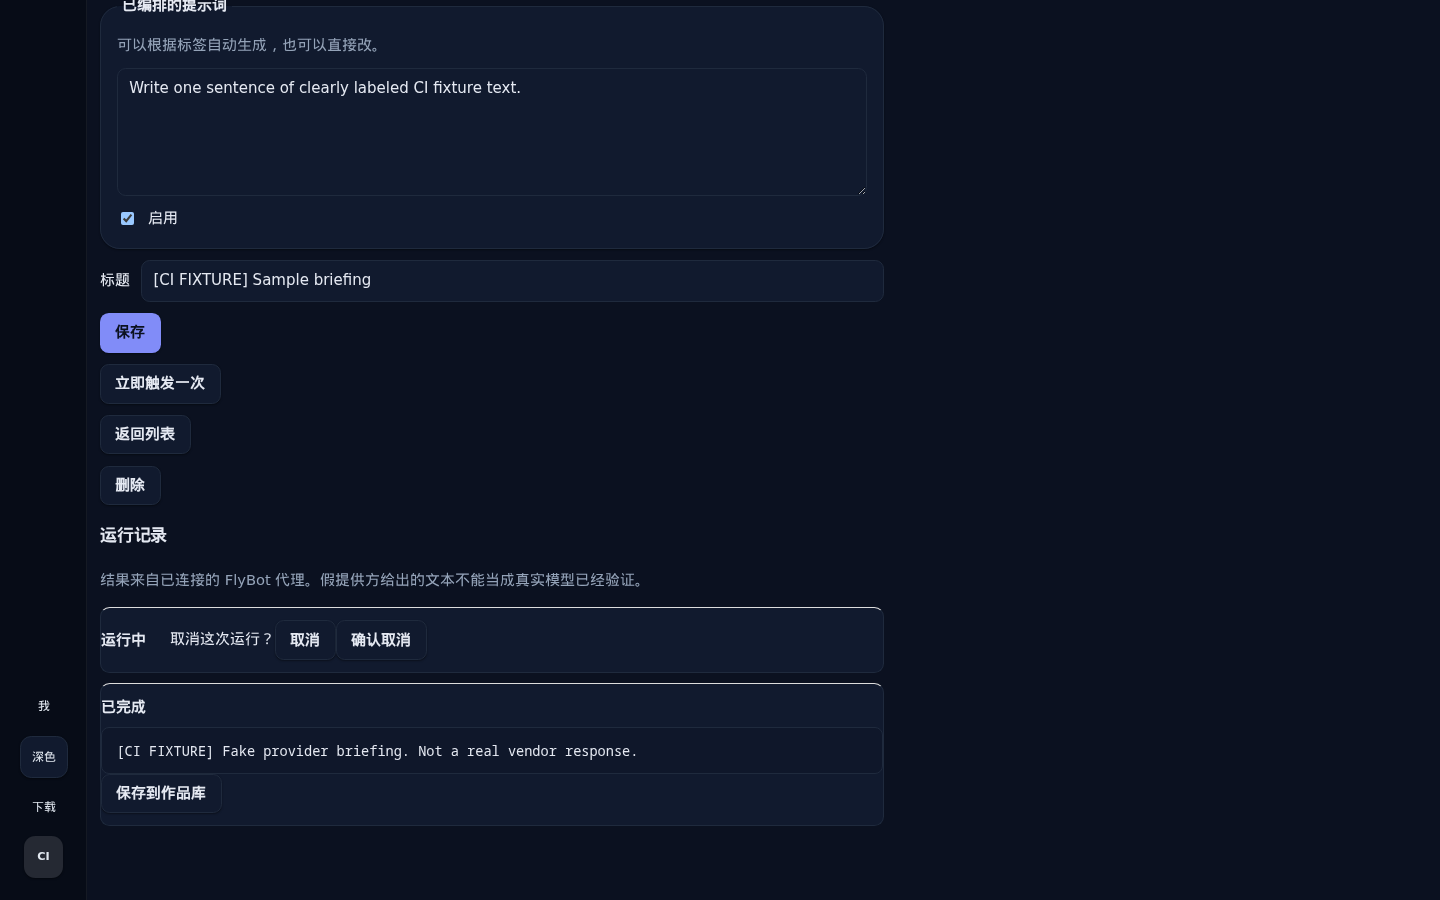 已编排的提示词
可以根据标签自动生成，也可以直接改。
Write one sentence of clearly labeled CI fixture text.
启用
标题
[CI FIXTURE] Sample briefing
保存
立即触发一次
返回列表
删除
运行记录
结果来自已连接的 FlyBot 代理。假提供方给出的文本不能当成真实模型已经验证。
运行中 取消这次运行？ 取消 确认取消
已完成
[CI FIXTURE] Fake provider briefing. Not a real vendor response.
保存到作品库
我
深色
下载
CI